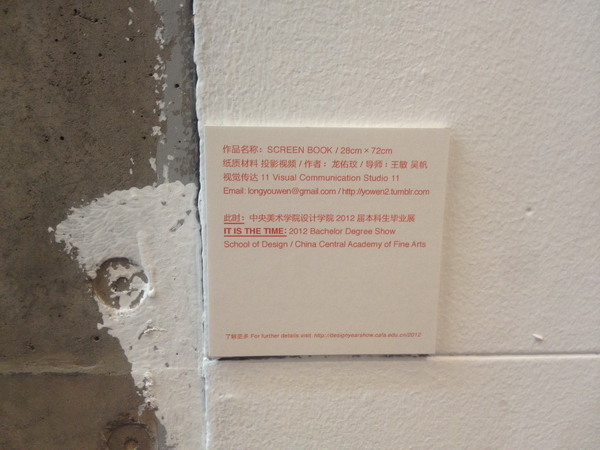 作品名称：SCREEN BOOK / 28cm × 72cm
纸质材料 投影视频 / 作者：龙佑玟 / 导师：王敏 吴帆
视觉传达 11 Visual Communication Studio 11
Email: longyouwen@gmail.com / http://yowen2.tumblr.com
此时：中央美术学院设计学院 2012 届本科生毕业展
IT IS THE TIME: 2012 Bachelor Degree Show
School of Design / China Central Academy of Fine Arts
了解更多 For further details visit: http://designyearshow.cafa.edu.cn/2012